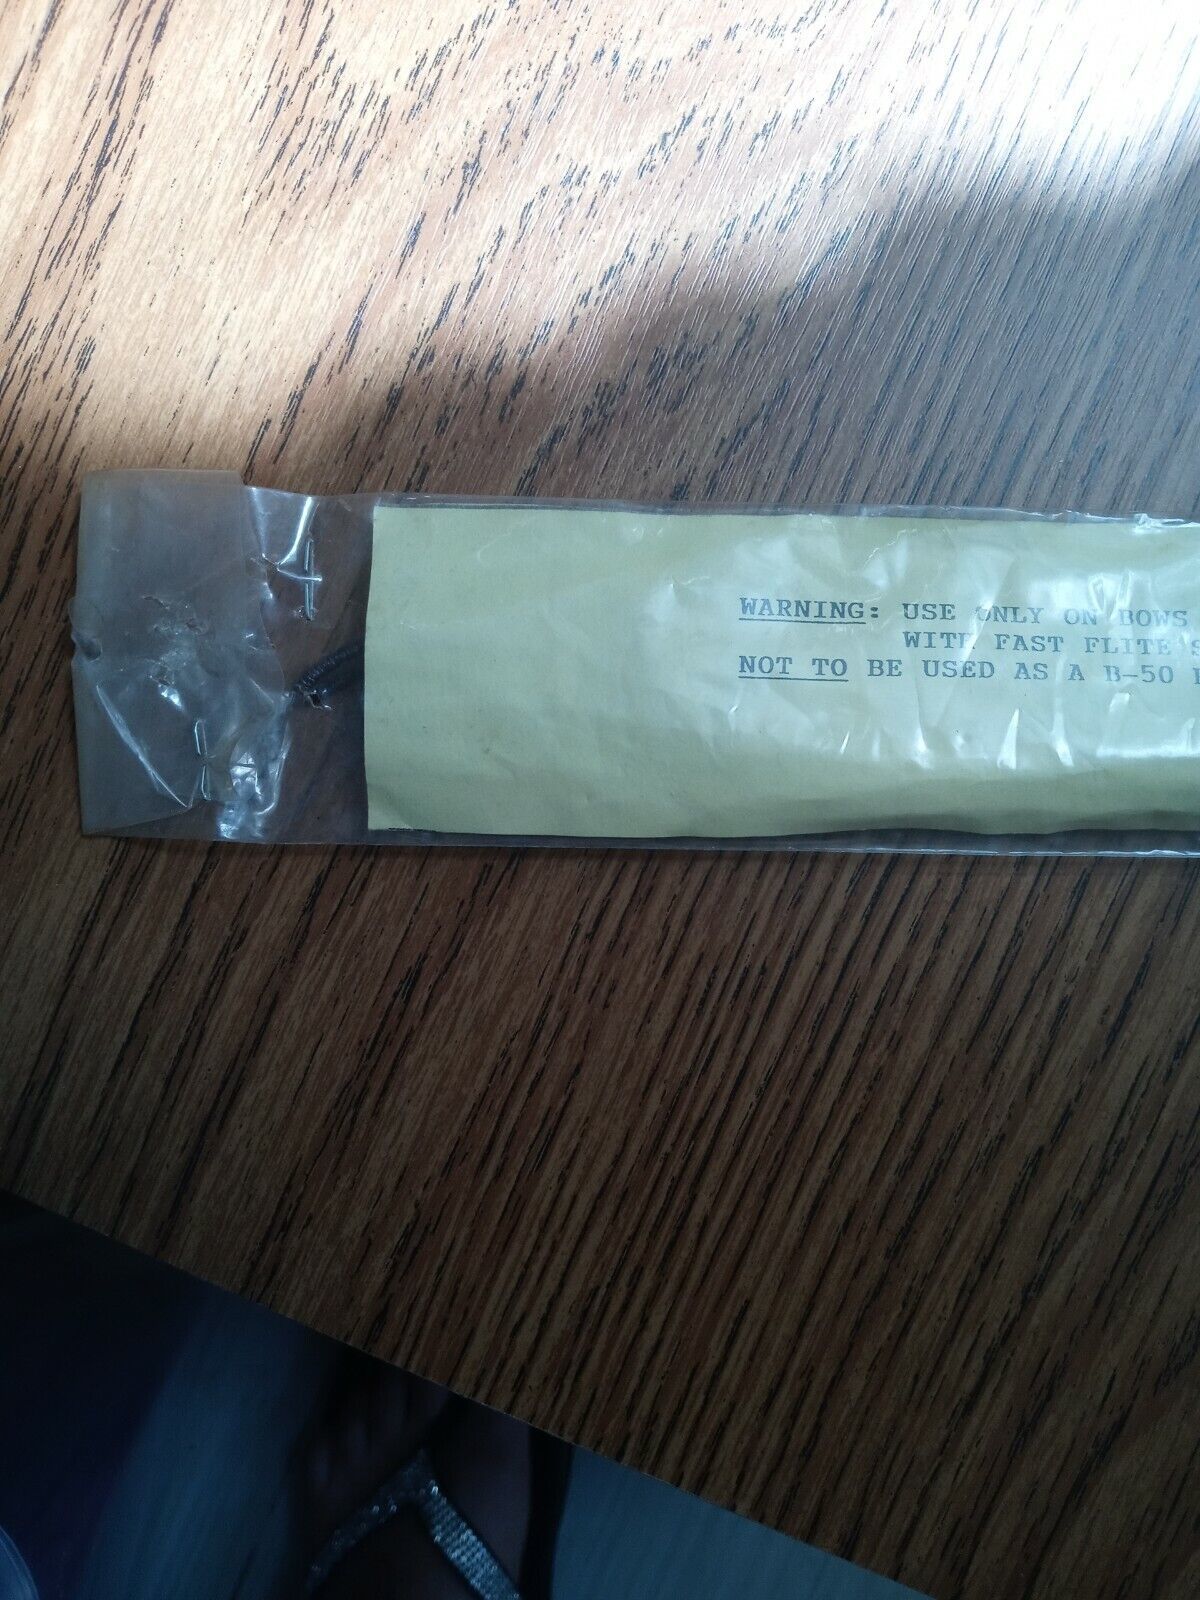 WARNING: USE ONLY ON BOWS
WITH FAST FLITE S
NOT TO BE USED AS A B-50